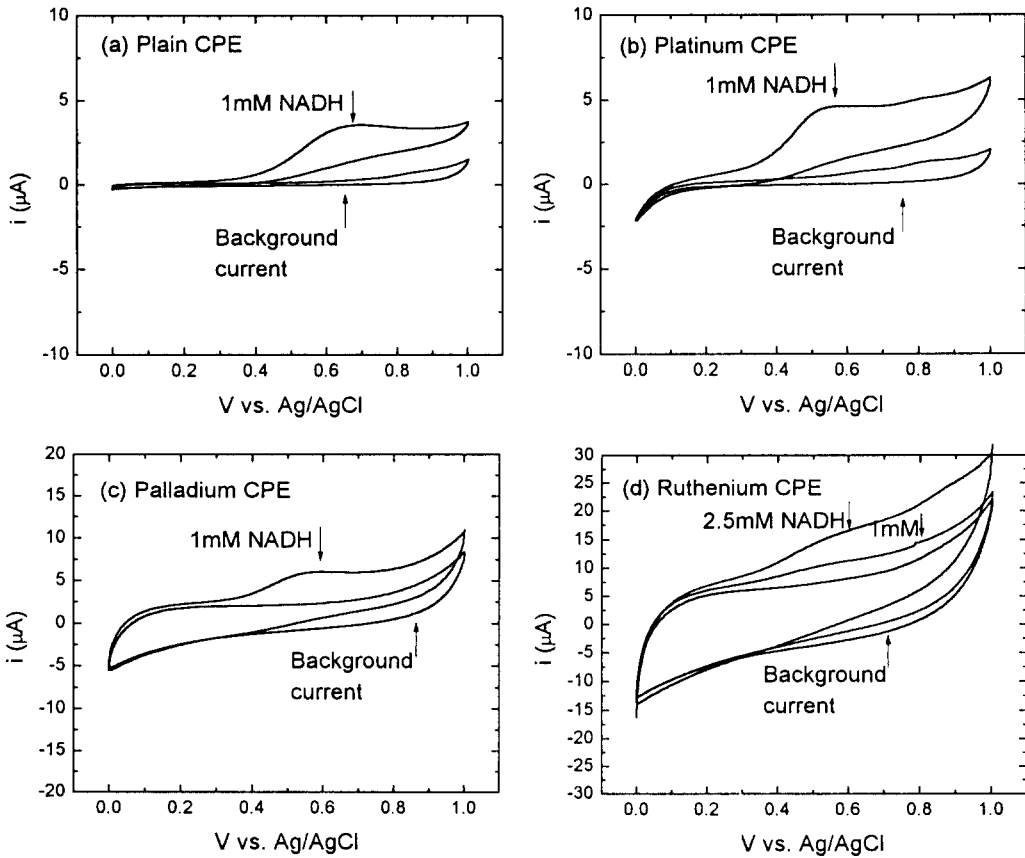 (a) Plain CPE
1mM NADH
Background
current
10
5
0
-5
-10
i (μA)
0.0 0.2 0.4 0.6 0.8 1.0
V vs. Ag/AgCl
(b) Platinum CPE
1mM NADH
Background
current
10
5
0
-5
-10
i (μA)
0.0 0.2 0.4 0.6 0.8 1.0
V vs. Ag/AgCl
(c) Palladium CPE
1mM NADH
Background
current
20
15
10
5
0
-5
-10
-15
-20
i (μA)
0.0 0.2 0.4 0.6 0.8 1.0
V vs. Ag/AgCl
(d) Ruthenium CPE
2.5mM NADH
1mM
Background
current
30
25
20
15
10
5
0
-5
-10
-15
-20
-25
-30
i (μA)
0.0 0.2 0.4 0.6 0.8 1.0
V vs. Ag/AgCl